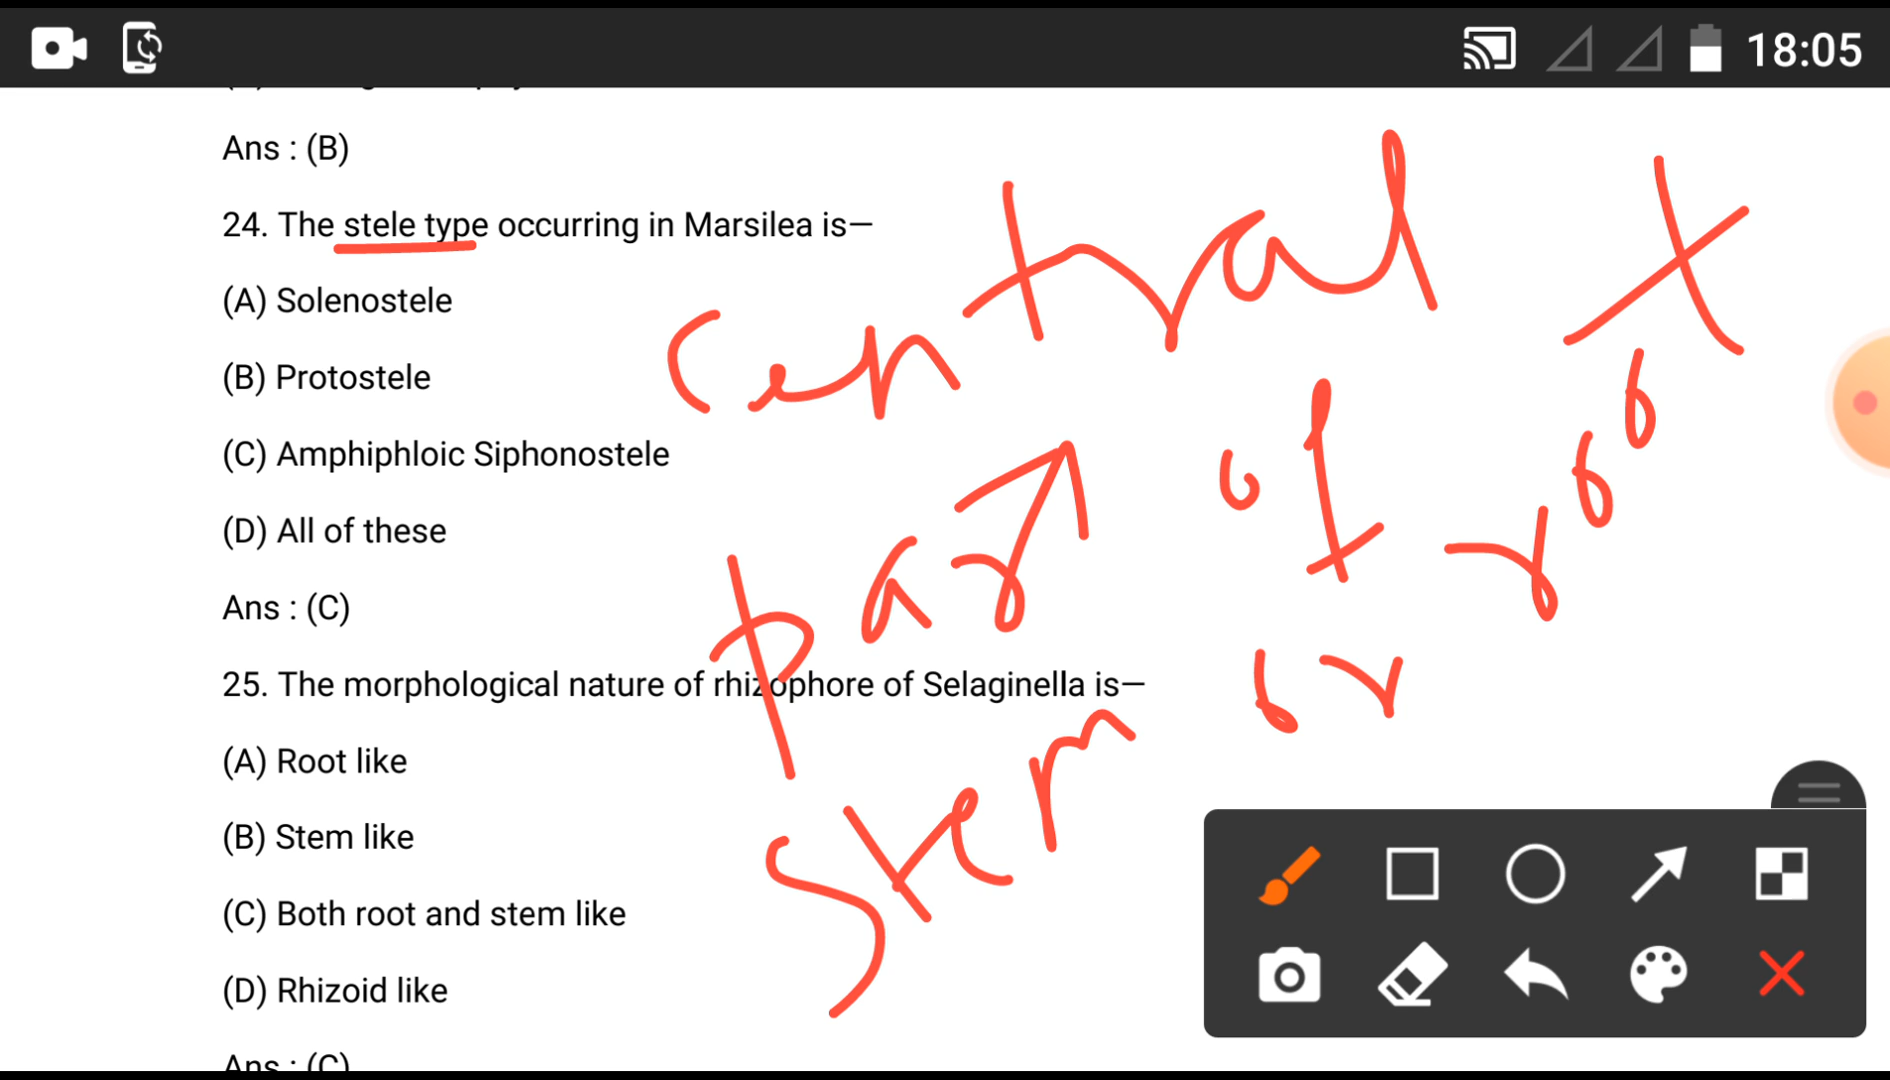 18:05
Ans : (B)
24. The stele type occurring in Marsilea is—
(A) Solenostele
(B) Protostele
(C) Amphiphloic Siphonostele
(D) All of these
Ans : (C)
25. The morphological nature of rhizophore of Selaginella is—
(A) Root like
(B) Stem like
(C) Both root and stem like
(D) Rhizoid like
Ans : (C)
Central
part of root
or
Stem